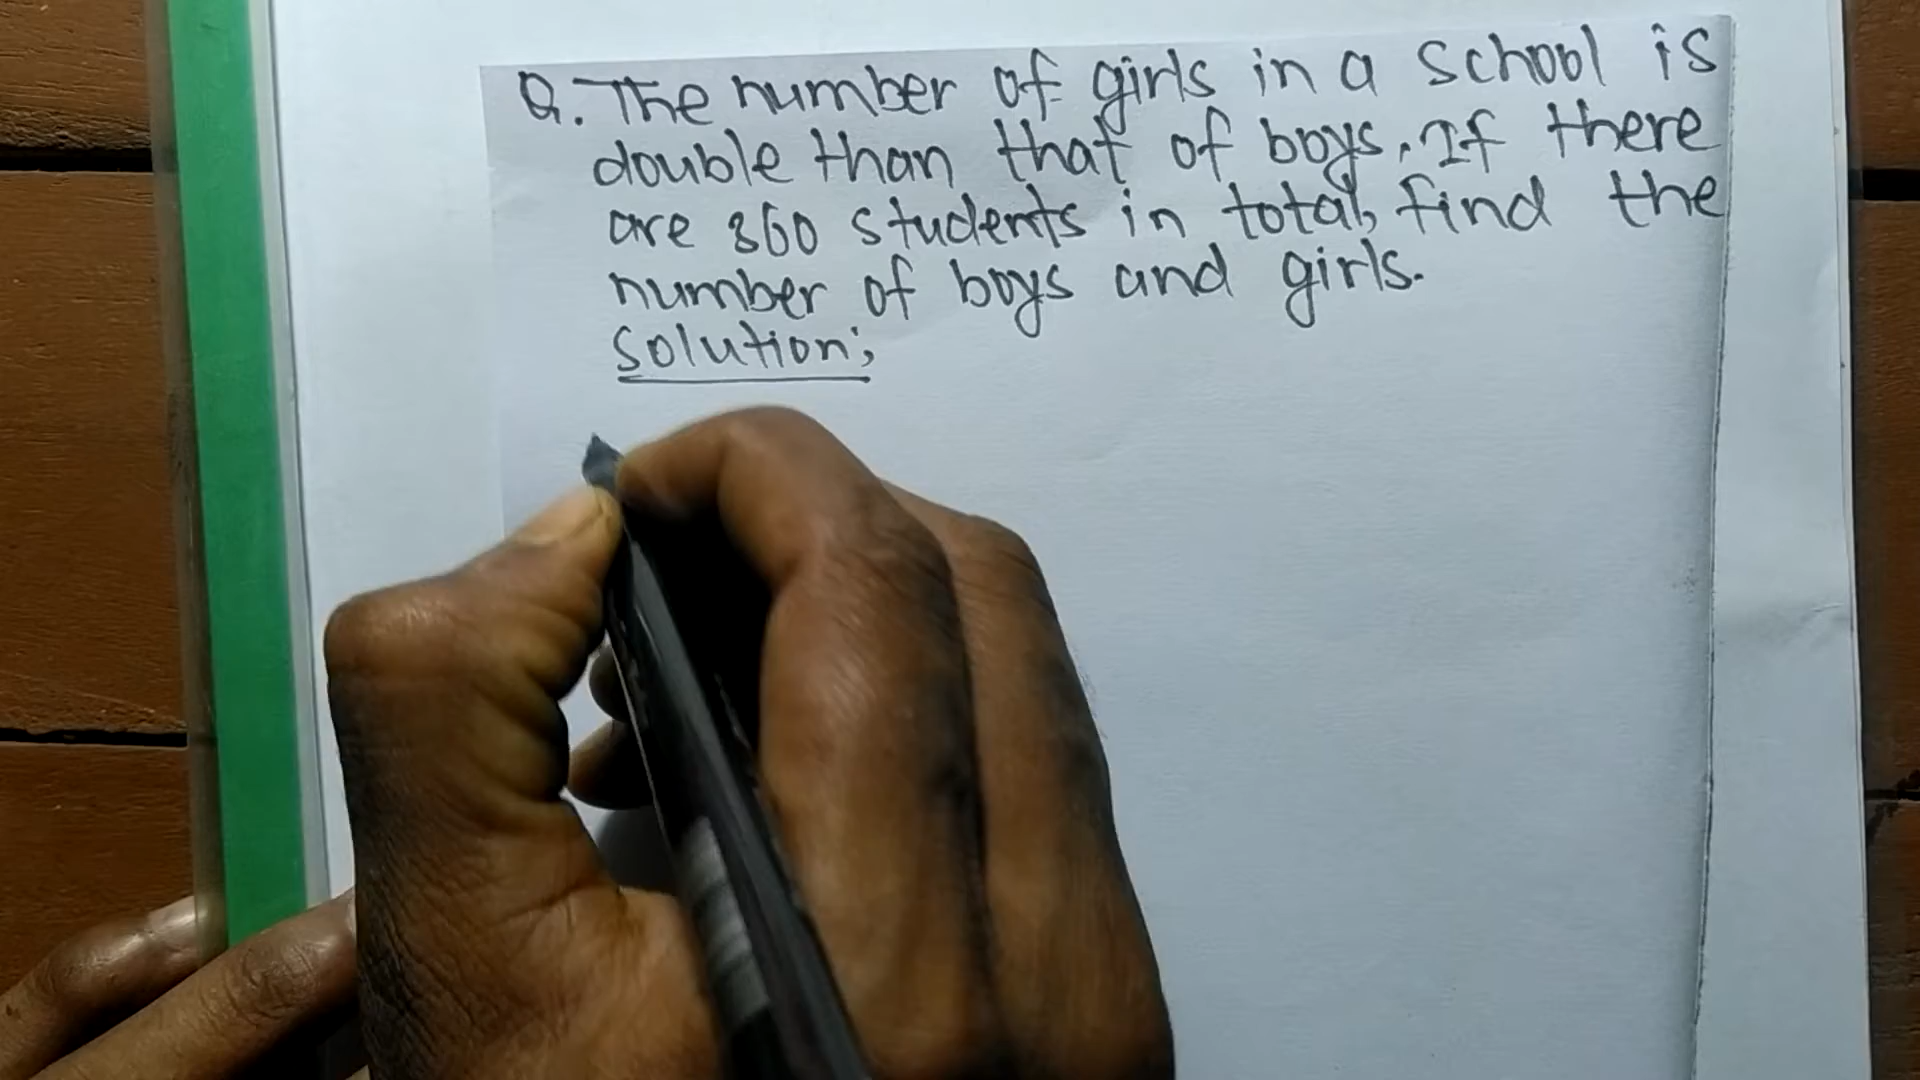 Q. The number of girls in a school is
double than that of boys. If there
are 360 students in total, find the
number of boys and girls.
Solution;